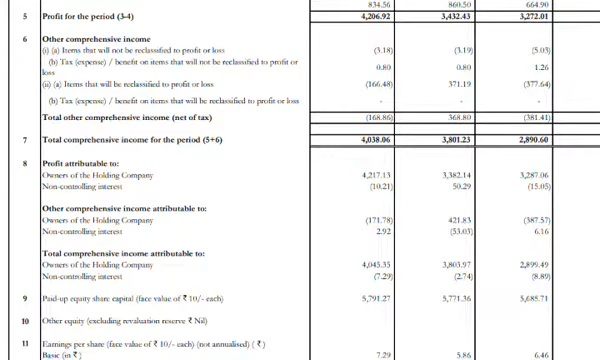 834.56 860.50 664.90
5 Profit for the period (3-4) 4,206.92 3,432.43 3,272.01
6 Other comprehensive income
(i) (a) Items that will not be reclassified to profit or loss (3.18) (3.19) (5.03)
(b) Tax (expense) / benefit on items that will not be reclassified to profit or
loss 0.80 0.80 1.26
(ii) (a) Items that will be reclassified to profit or loss (166.48) 371.19 (377.64)
(b) Tax (expense) / benefit on items that will be reclassified to profit or loss - - -
Total other comprehensive income (net of tax) (168.86) 368.80 (381.41)
7 Total comprehensive income for the period (5+6) 4,038.06 3,801.23 2,890.60
8 Profit attributable to:
Owners of the Holding Company 4,217.13 3,382.14 3,287.06
Non-controlling interest (10.21) 50.29 (15.05)
Other comprehensive income attributable to:
Owners of the Holding Company (171.78) 421.83 (387.57)
Non-controlling interest 2.92 (53.03) 6.16
Total comprehensive income attributable to:
Owners of the Holding Company 4,045.35 3,803.97 2,899.49
Non-controlling interest (7.29) (2.74) (8.89)
9 Paid-up equity share capital (face value of ₹ 10/- each) 5,791.27 5,771.36 5,685.71
10 Other equity (excluding revaluation reserve ₹ Nil)
11 Earnings per share (face value of ₹ 10/- each) (not annualised) (₹)
Basic (in ₹) 7.29 5.86 6.46